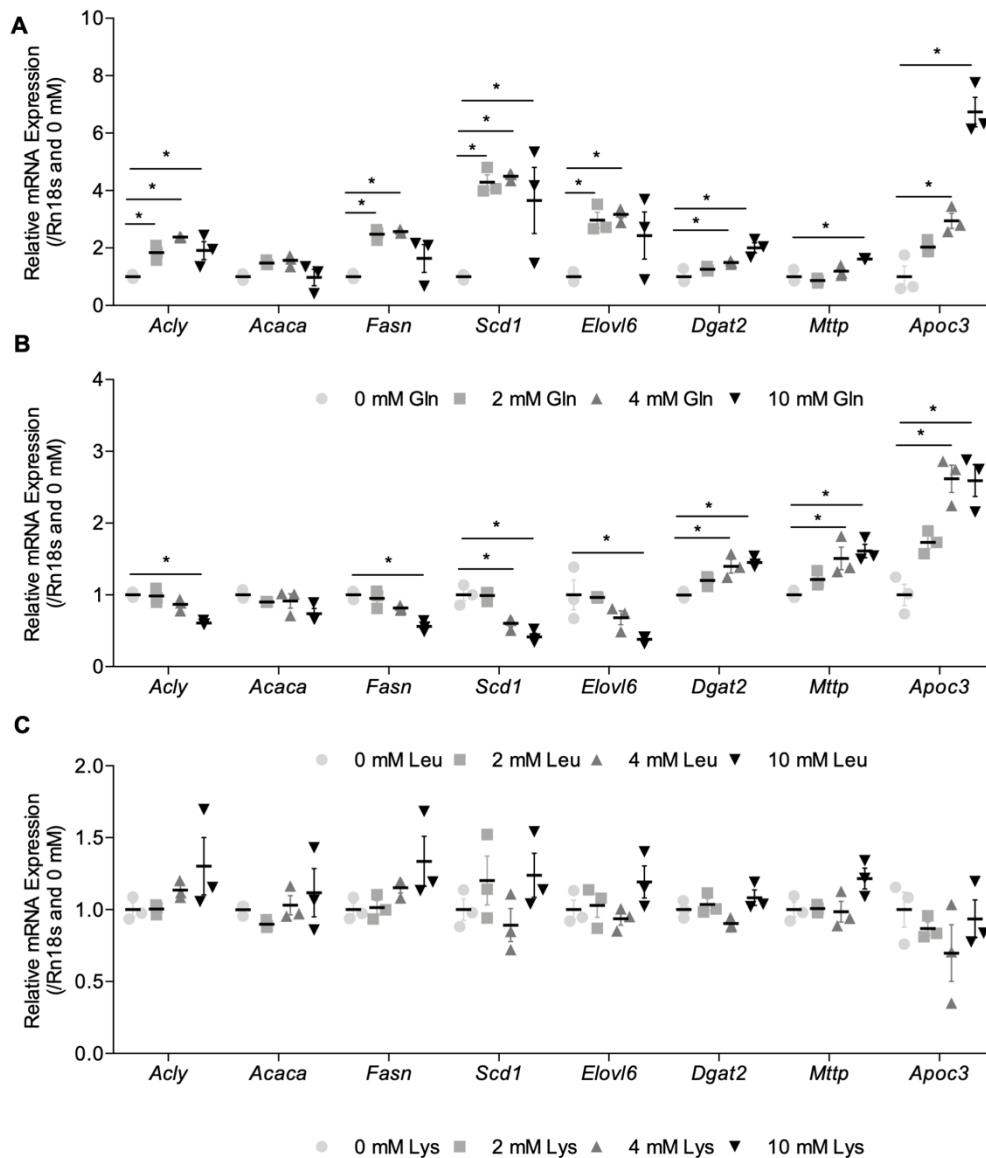 A
Relative mRNA Expression
(/Rn18s and 0 mM)
10
8
6
4
2
0
* * * * * * * * * * * * * * *
Acly Acaca Fasn Scd1 Elovl6 Dgat2 Mttp Apoc3
0 mM Gln 2 mM Gln 4 mM Gln 10 mM Gln
B
Relative mRNA Expression
(/Rn18s and 0 mM)
4
3
2
1
0
* * * * * * * * * * *
Acly Acaca Fasn Scd1 Elovl6 Dgat2 Mttp Apoc3
0 mM Leu 2 mM Leu 4 mM Leu 10 mM Leu
C
Relative mRNA Expression
(/Rn18s and 0 mM)
2.0
1.5
1.0
0.5
0.0
Acly Acaca Fasn Scd1 Elovl6 Dgat2 Mttp Apoc3
0 mM Lys 2 mM Lys 4 mM Lys 10 mM Lys